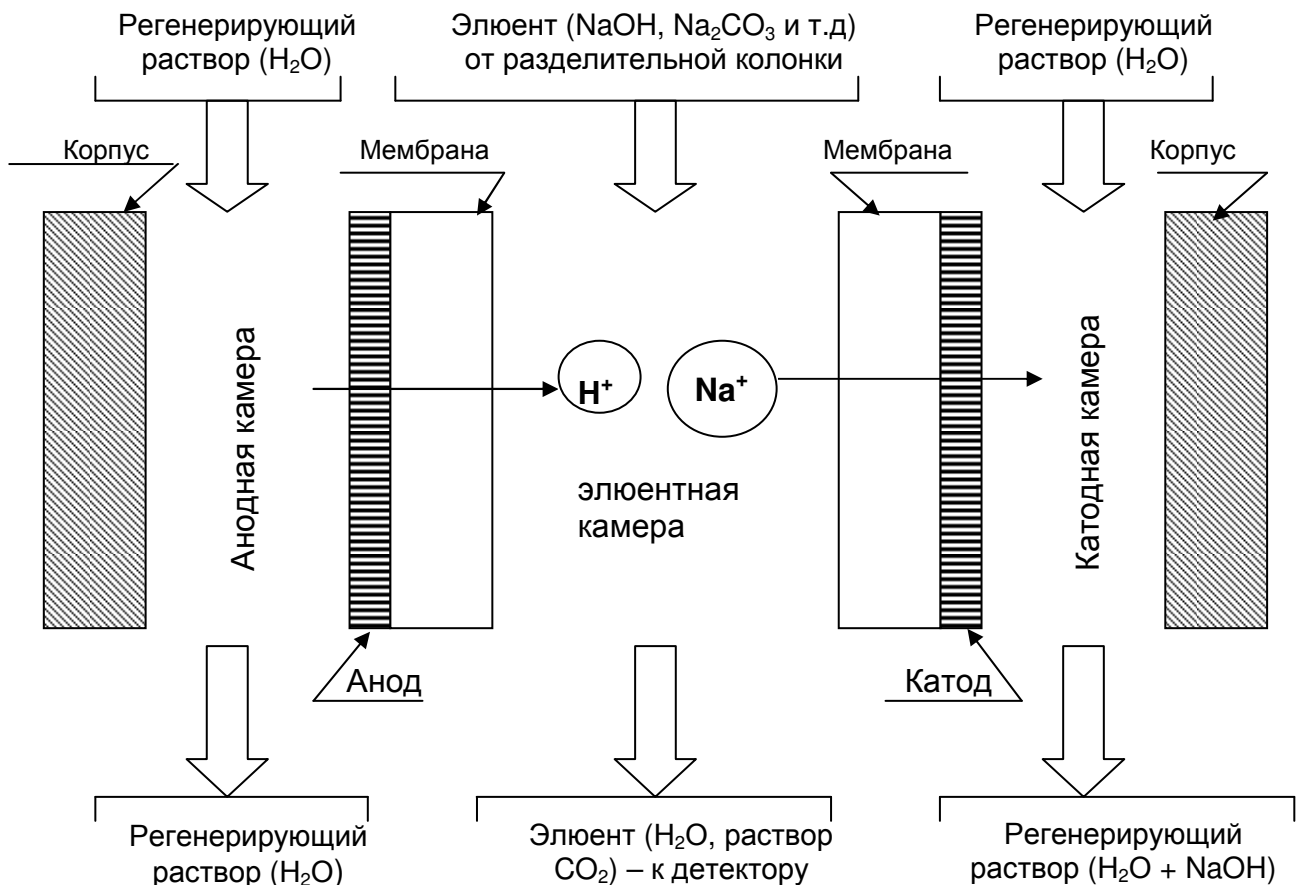 Регенерирующий
раствор (H₂O)
Элюент (NaOH, Na₂CO₃ и т.д)
от разделительной колонки
Регенерирующий
раствор (H₂O)
Корпус
Мембрана
Мембрана
Корпус
Анодная камера
H⁺
Na⁺
элюентная
камера
Катодная камера
Анод
Катод
Регенерирующий
раствор (H₂O)
Элюент (H₂O, раствор
CO₂) – к детектору
Регенерирующий
раствор (H₂O + NaOH)